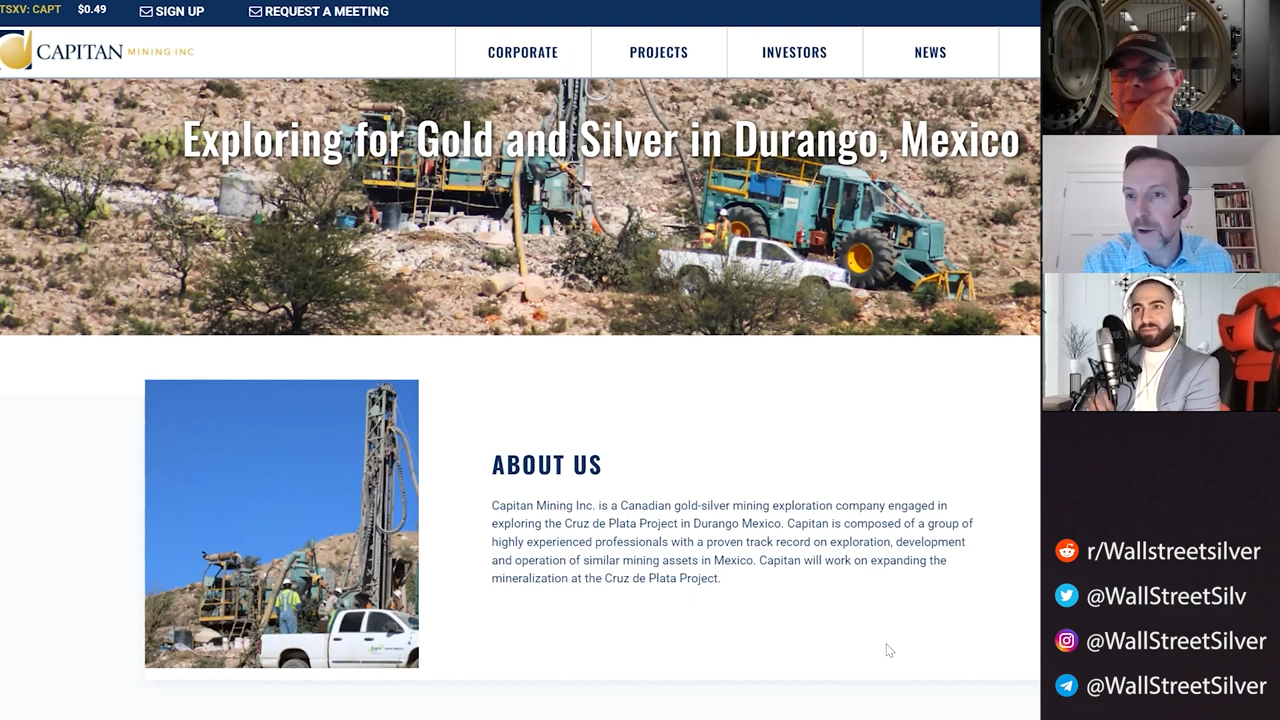 TSXV: CAPT $0.49 SIGN UP REQUEST A MEETING
CAPITAN MINING INC
CORPORATE PROJECTS INVESTORS NEWS
Exploring for Gold and Silver in Durango, Mexico
ABOUT US
Capitan Mining Inc. is a Canadian gold-silver mining exploration company engaged in
exploring the Cruz de Plata Project in Durango Mexico. Capitan is composed of a group of
highly experienced professionals with a proven track record on exploration, development
and operation of similar mining assets in Mexico. Capitan will work on expanding the
mineralization at the Cruz de Plata Project.
r/Wallstreetsilver
@WallStreetSilv
@WallStreetSilver
@WallStreetSilver